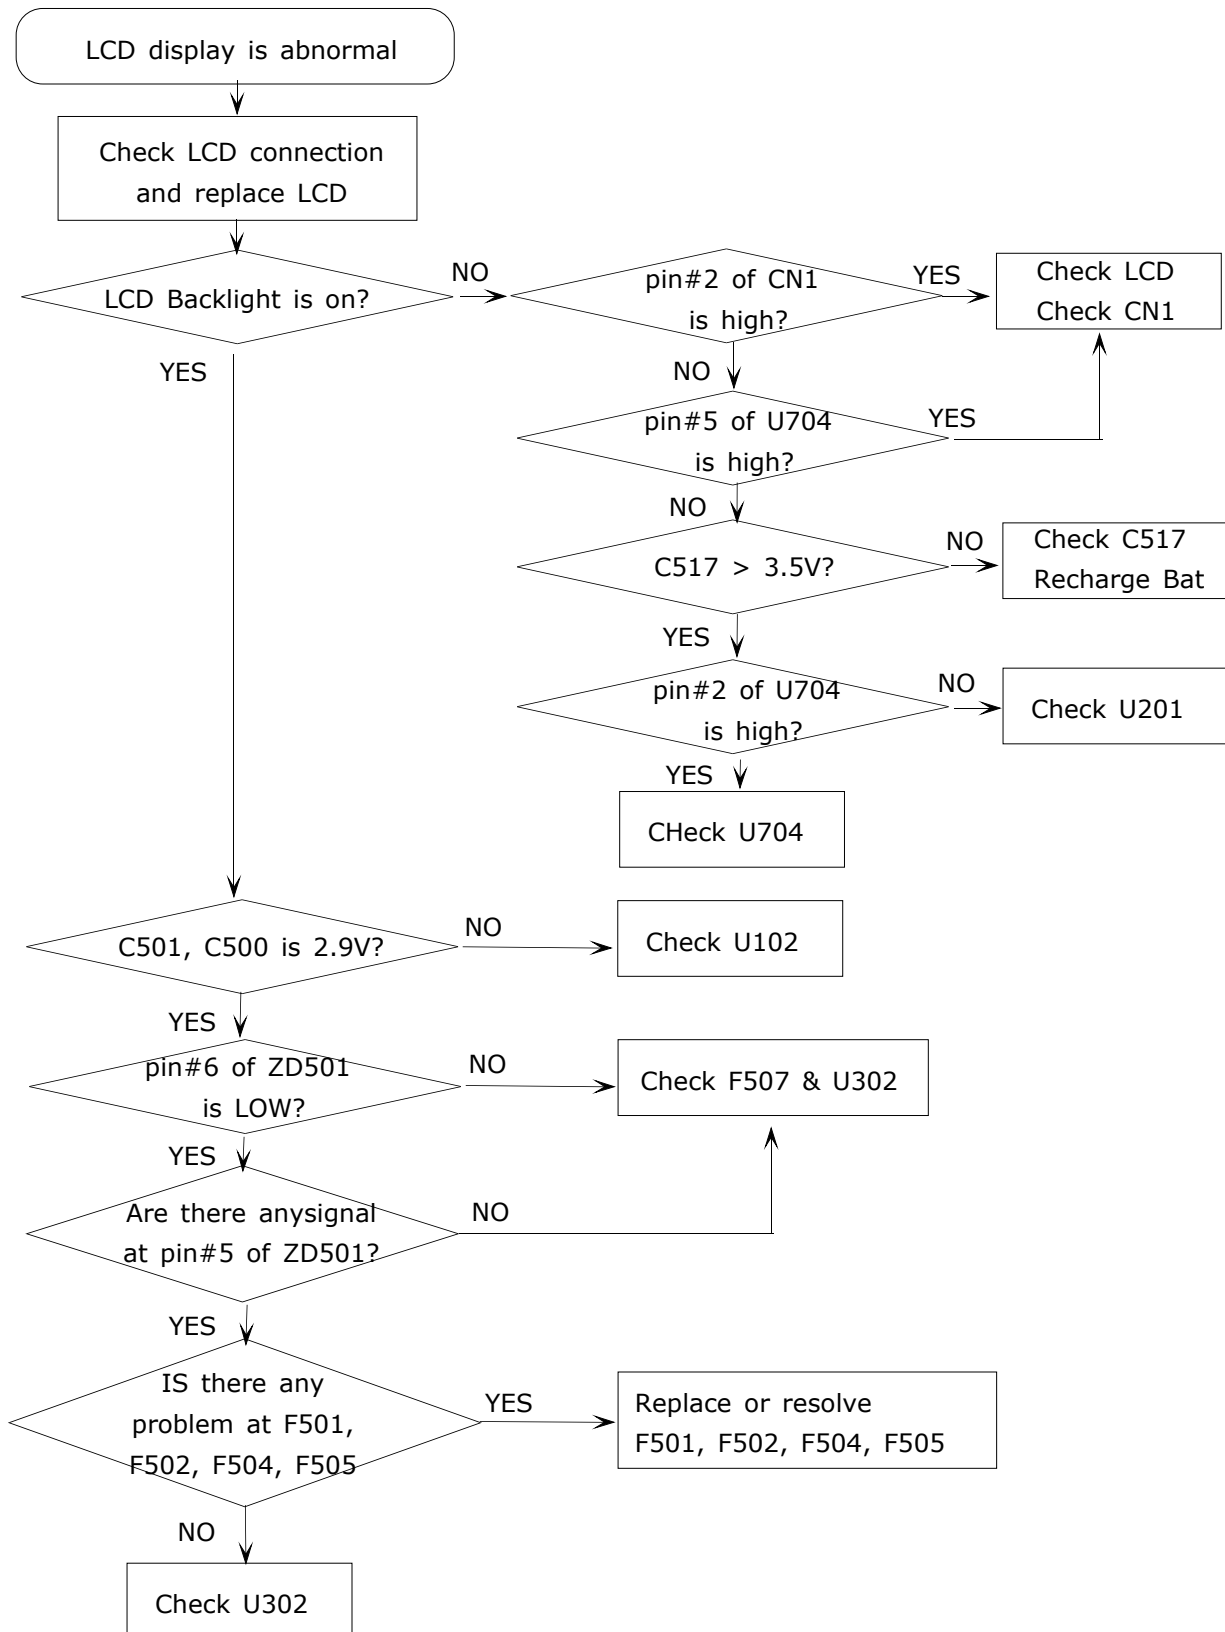 LCD display is abnormal
Check LCD connection
and replace LCD
LCD Backlight is on?
NO
pin#2 of CN1
is high?
YES
Check LCD
Check CN1
YES
NO
pin#5 of U704
is high?
YES
NO
C517 > 3.5V?
NO
Check C517
Recharge Bat
YES
pin#2 of U704
is high?
NO
Check U201
YES
CHeck U704
C501, C500 is 2.9V?
NO
Check U102
YES
pin#6 of ZD501
is LOW?
NO
Check F507 & U302
YES
Are there anysignal
at pin#5 of ZD501?
NO
YES
IS there any
problem at F501,
F502, F504, F505
YES
Replace or resolve
F501, F502, F504, F505
NO
Check U302